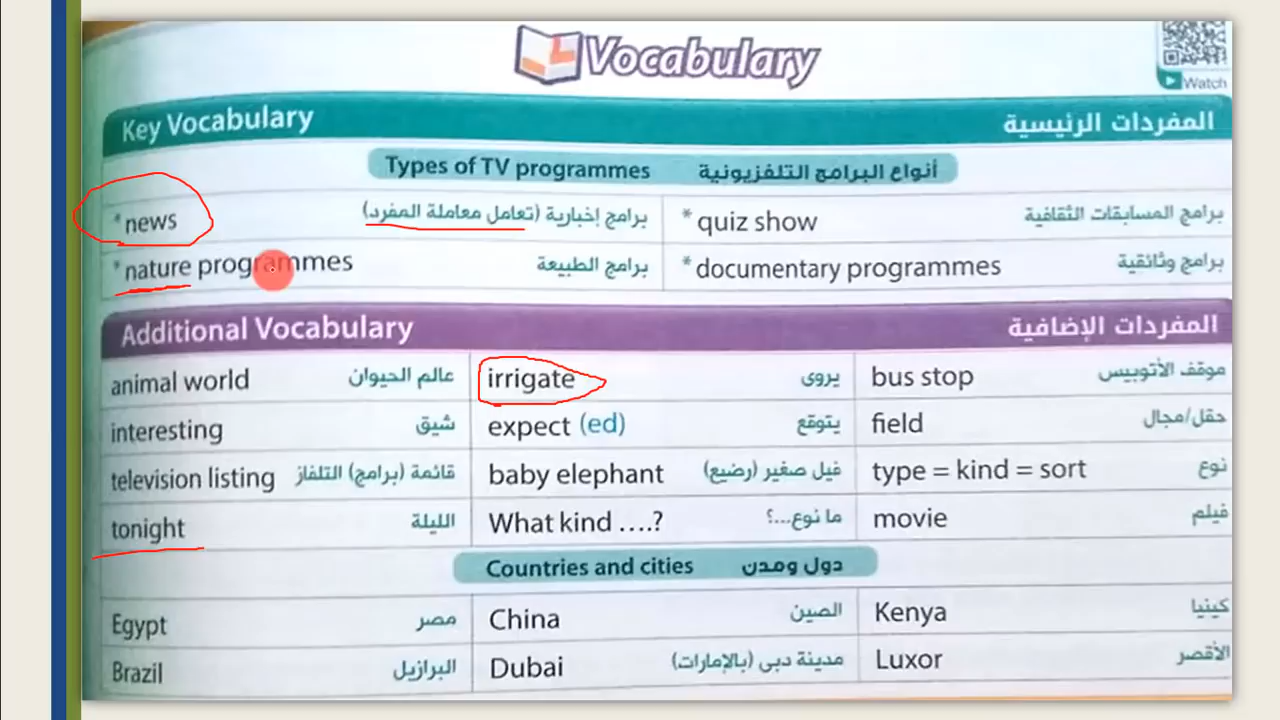 Vocabulary
Watch
Key Vocabulary المفردات الرئيسية
Types of TV programmes أنواع البرامج التلفزيونية
* news برامج إخبارية (تعامل معاملة المفرد) * quiz show برامج المسابقات الثقافية
* nature programmes برامج الطبيعة * documentary programmes برامج وثائقية
Additional Vocabulary المفردات الإضافية
animal world عالم الحيوان irrigate يروى bus stop موقف الأتوبيس
interesting شيق expect (ed) يتوقع field حقل/مجال
television listing قائمة (برامج) التلفاز baby elephant فيل صغير (رضيع) type = kind = sort نوع
tonight الليلة What kind ....? ما نوع...؟ movie فيلم
Countries and cities دول ومدن
Egypt مصر China الصين Kenya كينيا
Brazil البرازيل Dubai مدينة دبى (بالإمارات) Luxor الأقصر